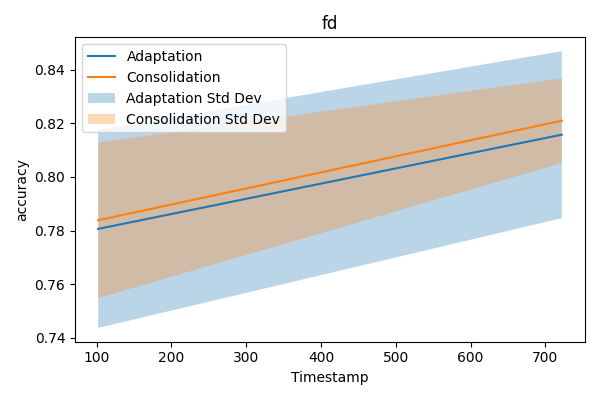 fd
Adaptation
Consolidation
Adaptation Std Dev
Consolidation Std Dev
accuracy
0.84
0.82
0.80
0.78
0.76
0.74
100 200 300 400 500 600 700
Timestamp